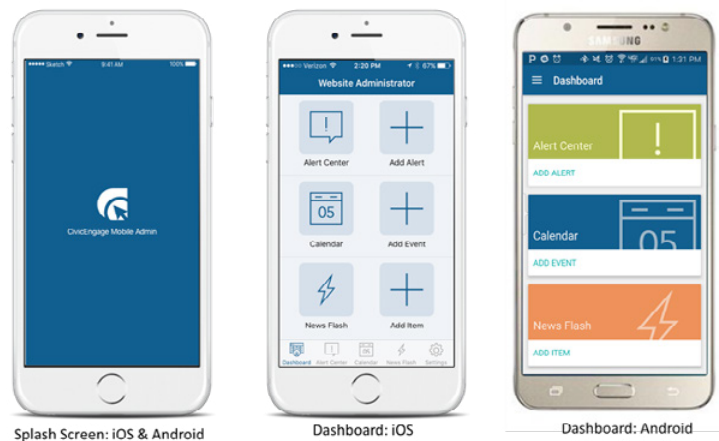 Sketch 9:41 AM 100%
CivicEngage Mobile Admin
Splash Screen: iOS & Android
Verizon 2:20 PM 67%
Website Administrator
Alert Center Add Alert
05
Calendar Add Event
News Flash Add Item
Dashboard Alert Center Calendar News Flash Settings
Dashboard: iOS
SAMSUNG
1:31 PM
Dashboard
Alert Center
!
ADD ALERT
Calendar
05
ADD EVENT
News Flash
ADD ITEM
Dashboard: Android